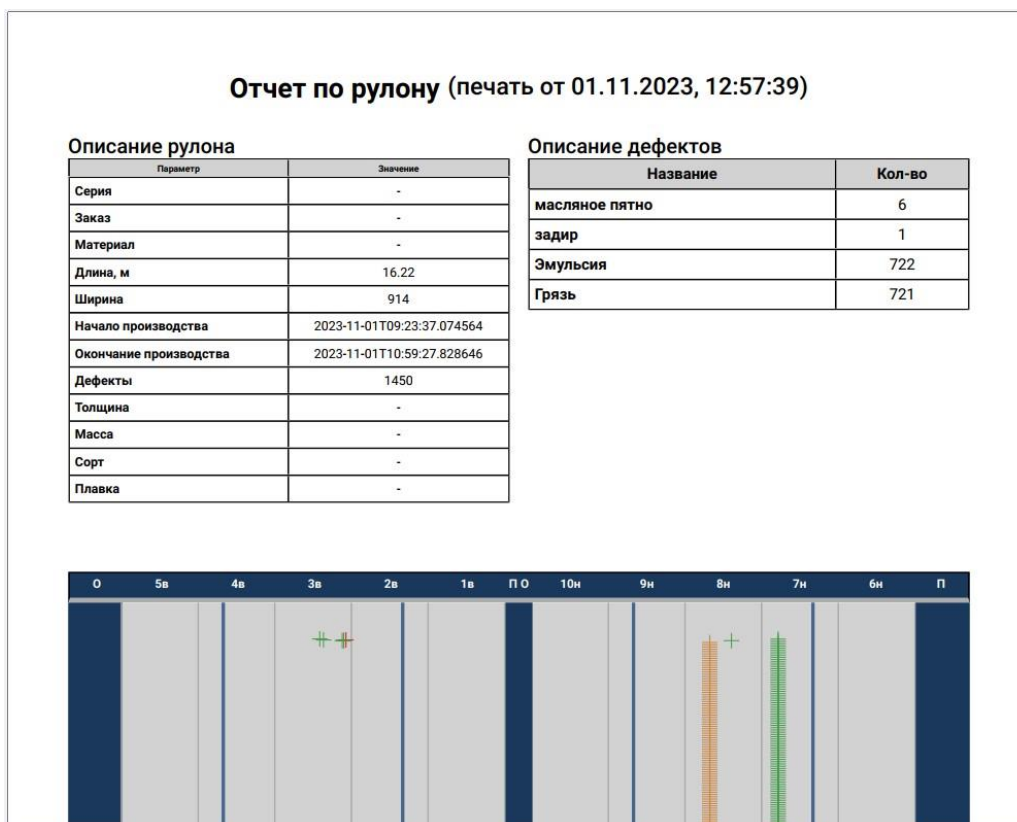 Отчет по рулону (печать от 01.11.2023, 12:57:39)
Описание рулона
Параметр Значение
Серия -
Заказ -
Материал -
Длина, м 16.22
Ширина 914
Начало производства 2023-11-01T09:23:37.074564
Окончание производства 2023-11-01T10:59:27.828646
Дефекты 1450
Толщина -
Масса -
Сорт -
Плавка -
Описание дефектов
Название Кол-во
масляное пятно 6
задир 1
Эмульсия 722
Грязь 721
О 5в 4в 3в 2в 1в П О 10н 9н 8н 7н 6н П